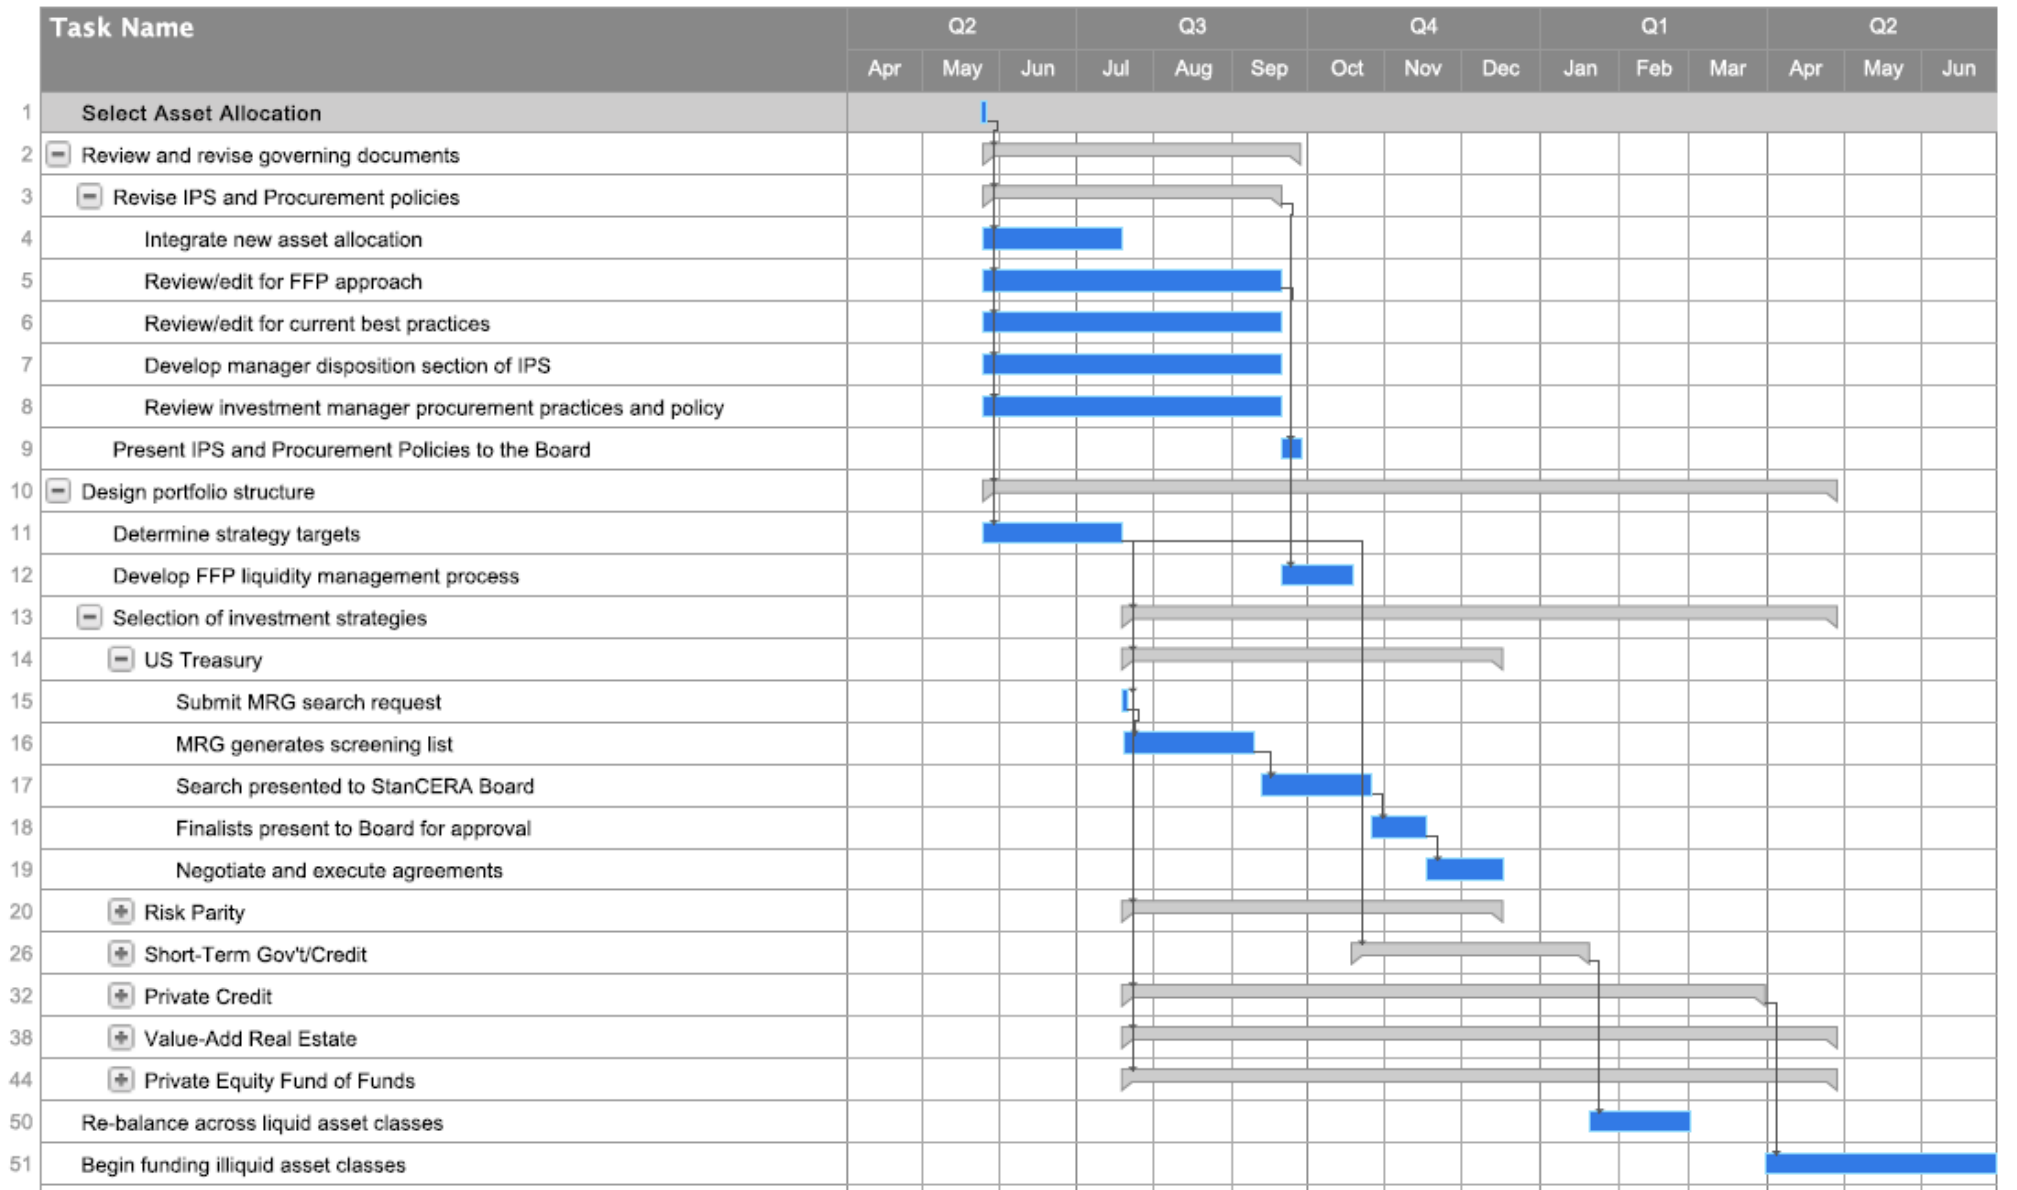 Task Name
Q2 Q3 Q4 Q1 Q2
Apr May Jun Jul Aug Sep Oct Nov Dec Jan Feb Mar Apr May Jun
1 Select Asset Allocation
2 Review and revise governing documents
3 Revise IPS and Procurement policies
4 Integrate new asset allocation
5 Review/edit for FFP approach
6 Review/edit for current best practices
7 Develop manager disposition section of IPS
8 Review investment manager procurement practices and policy
9 Present IPS and Procurement Policies to the Board
10 Design portfolio structure
11 Determine strategy targets
12 Develop FFP liquidity management process
13 Selection of investment strategies
14 US Treasury
15 Submit MRG search request
16 MRG generates screening list
17 Search presented to StanCERA Board
18 Finalists present to Board for approval
19 Negotiate and execute agreements
20 Risk Parity
26 Short-Term Gov't/Credit
32 Private Credit
38 Value-Add Real Estate
44 Private Equity Fund of Funds
50 Re-balance across liquid asset classes
51 Begin funding illiquid asset classes